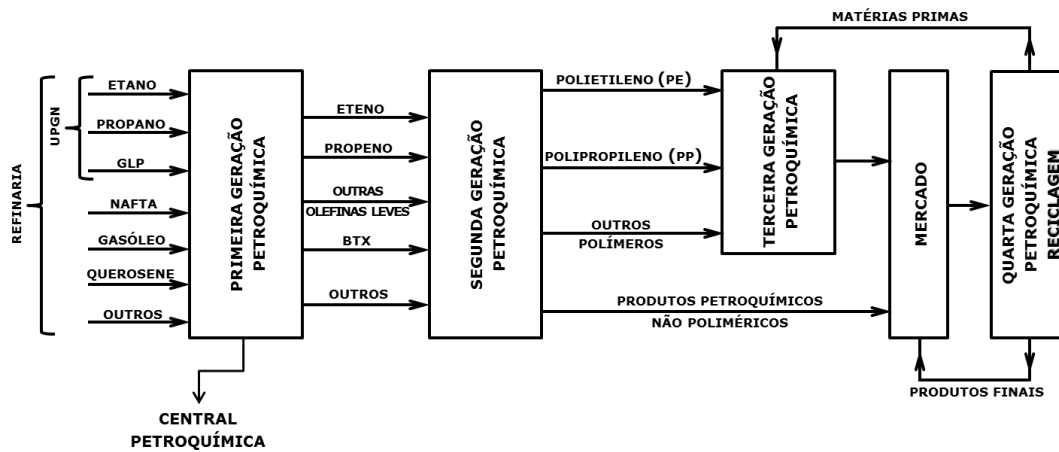 REFINARIA
UPGN
ETANO
PROPANO
GLP
NAFTA
GASÓLEO
QUEROSENE
OUTROS
PRIMEIRA GERAÇÃO
PETROQUÍMICA
CENTRAL
PETROQUÍMICA
ETENO
PROPENO
OUTRAS
OLEFINAS LEVES
BTX
OUTROS
SEGUNDA GERAÇÃO
PETROQUÍMICA
POLIETILENO (PE)
POLIPROPILENO (PP)
OUTROS
POLÍMEROS
PRODUTOS PETROQUÍMICOS
NÃO POLIMÉRICOS
TERCEIRA GERAÇÃO
PETROQUÍMICA
MATÉRIAS PRIMAS
MERCADO
QUARTA GERAÇÃO
PETROQUÍMICA
RECICLAGEM
PRODUTOS FINAIS